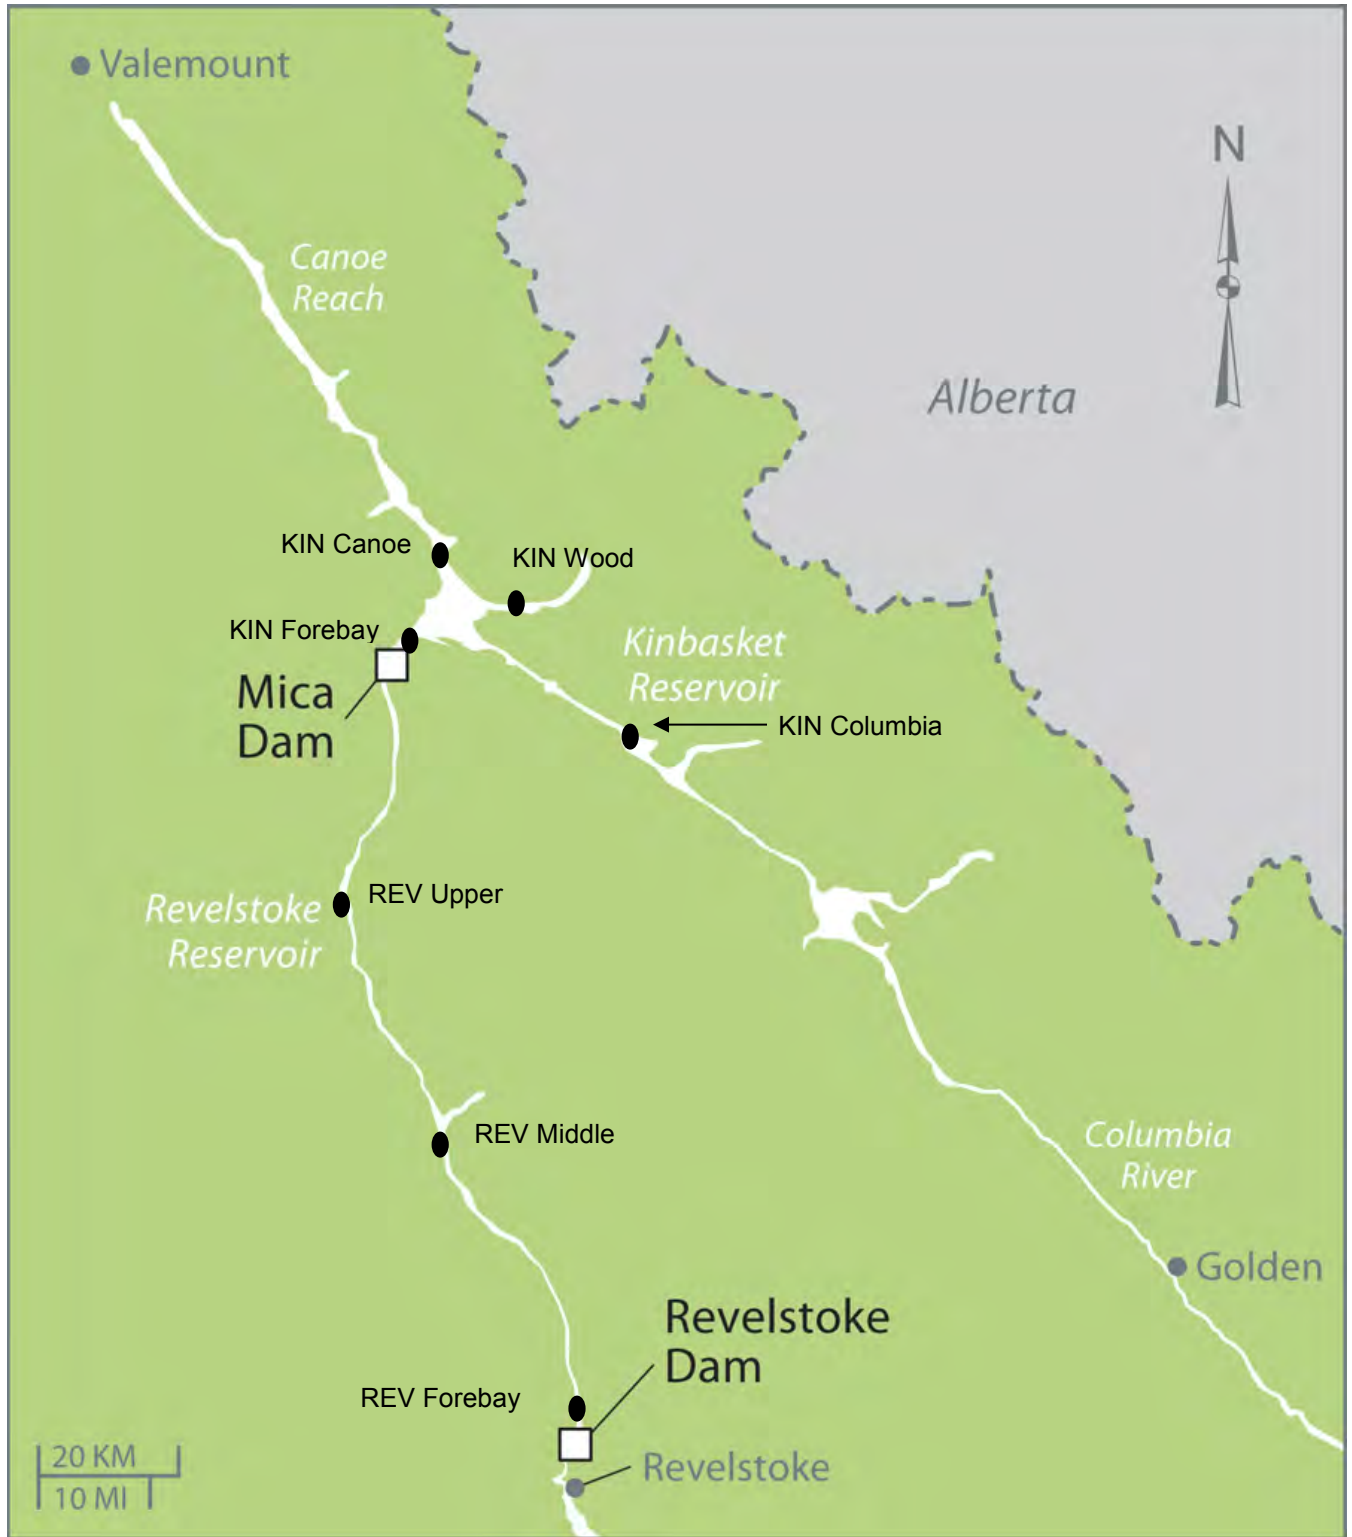 Valemount
N
Canoe
Reach
Alberta
KIN Canoe
KIN Wood
KIN Forebay
Kinbasket
Reservoir
Mica
Dam
KIN Columbia
REV Upper
Revelstoke
Reservoir
REV Middle
Columbia
River
Golden
Revelstoke
Dam
REV Forebay
20 KM
10 MI
Revelstoke